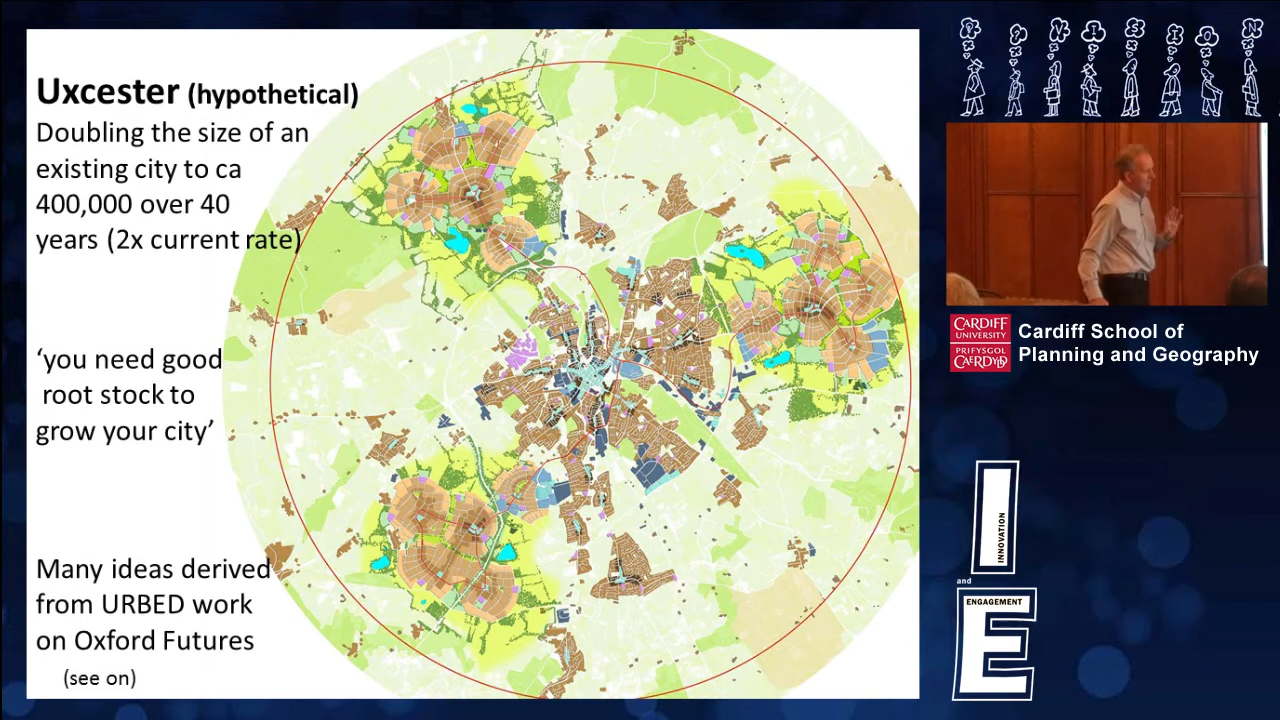 Uxcester (hypothetical)
Doubling the size of an
existing city to ca
400,000 over 40
years (2x current rate)
‘you need good
root stock to
grow your city’
Many ideas derived
from URBED work
on Oxford Futures
(see on)
R E V I S I O N
CARDIFF
UNIVERSITY
PRIFYSGOL
CAERDYDD
Cardiff School of
Planning and Geography
I
INNOVATION
and
ENGAGEMENT
E